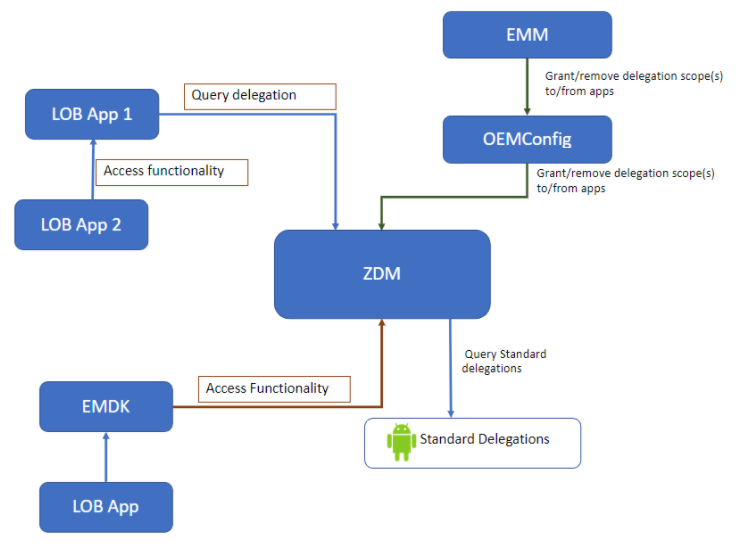 EMM
Grant/remove delegation scope(s)
to/from apps
Query delegation
LOB App 1
OEMConfig
Access functionality
Grant/remove delegation scope(s)
to/from apps
LOB App 2
ZDM
Query Standard
delegations
Access Functionality
EMDK
Standard Delegations
LOB App